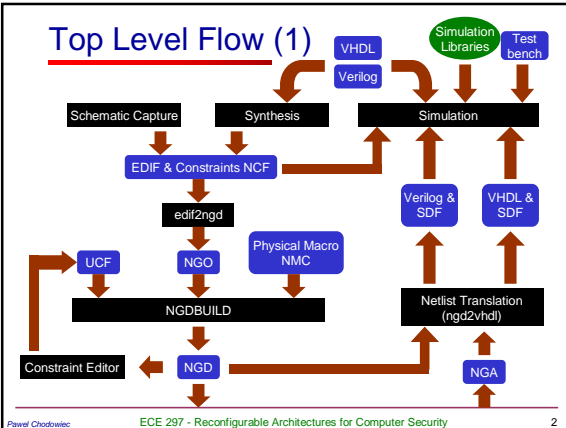 Top Level Flow (1)
VHDL
Verilog
Simulation
Libraries
Test
bench
Schematic Capture
Synthesis
Simulation
EDIF & Constraints NCF
edif2ngd
Verilog &
SDF
VHDL &
SDF
UCF
NGO
Physical Macro
NMC
NGDBUILD
Netlist Translation
(ngd2vhdl)
Constraint Editor
NGD
NGA
Pawel Chodowiec
ECE 297 - Reconfigurable Architectures for Computer Security
2